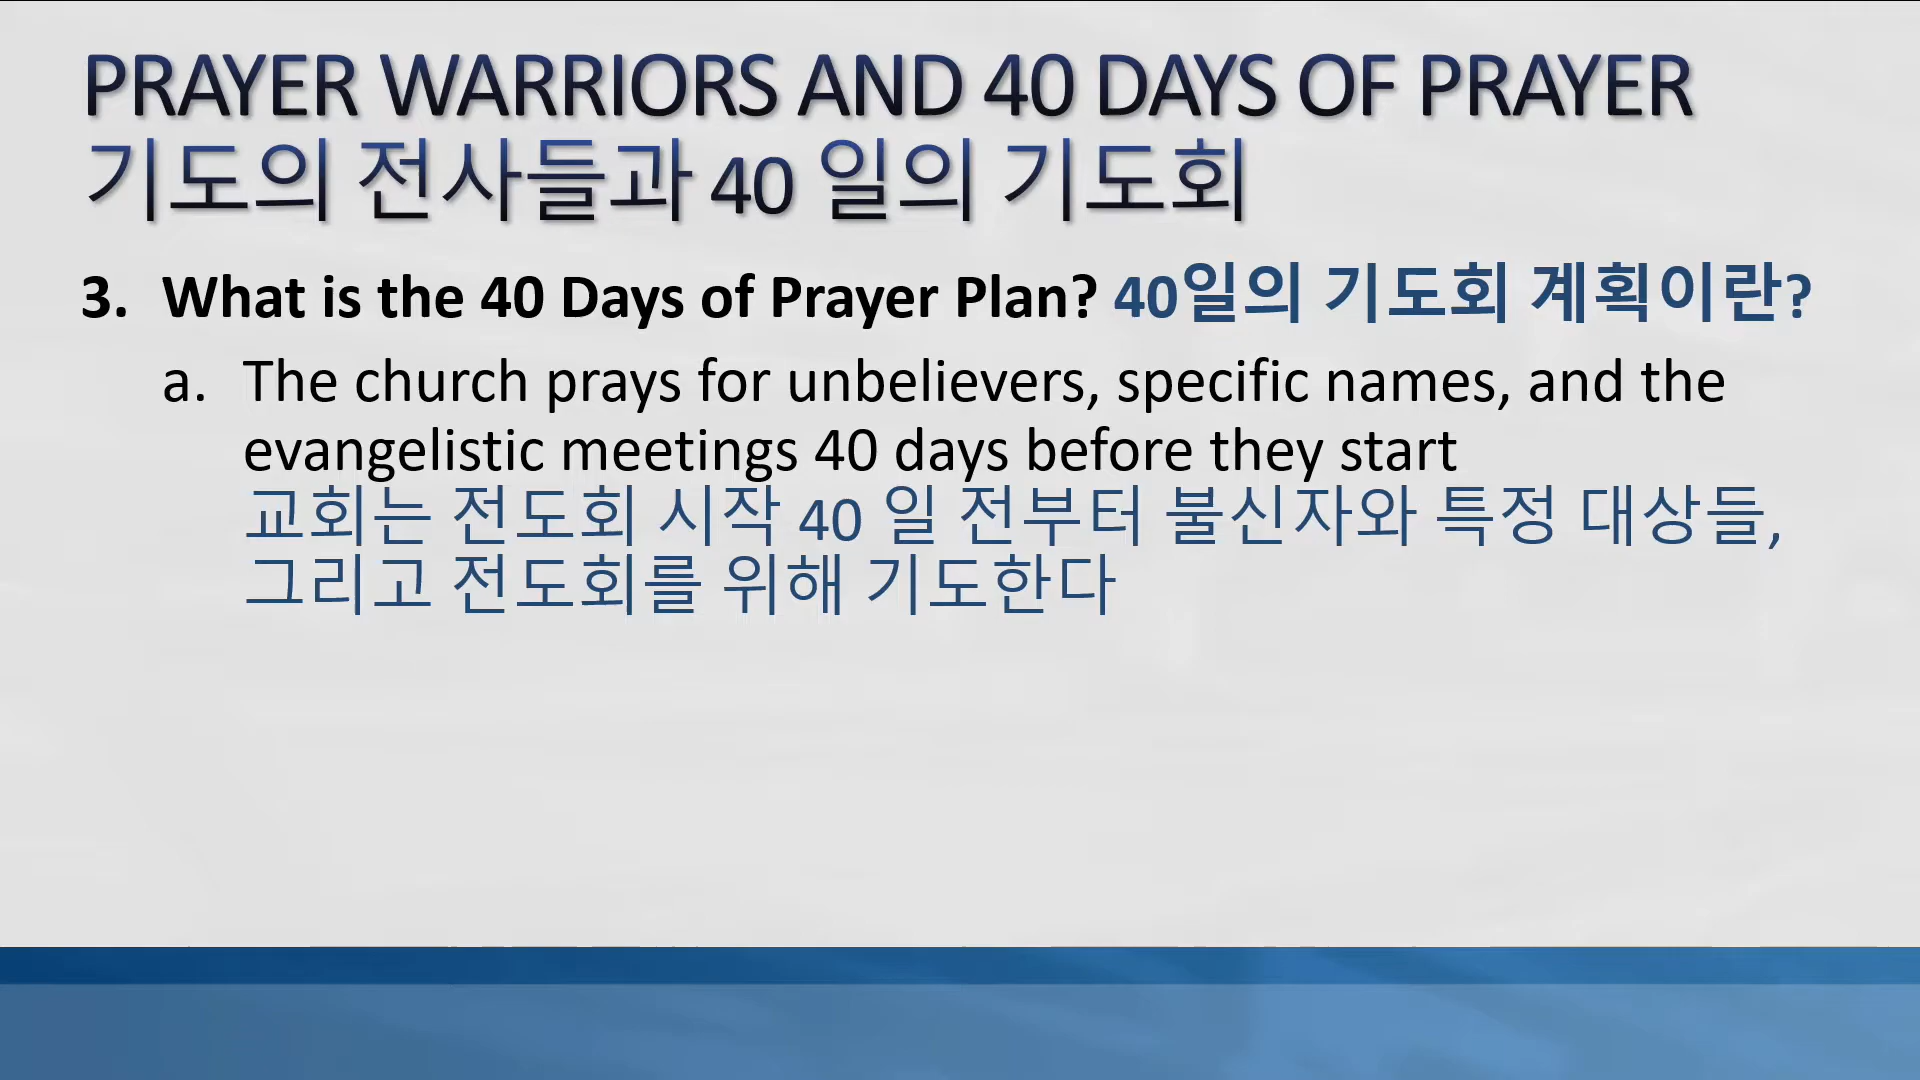 PRAYER WARRIORS AND 40 DAYS OF PRAYER
기도의 전사들과 40 일의 기도회
3. What is the 40 Days of Prayer Plan? 40일의 기도회 계획이란?
a. The church prays for unbelievers, specific names, and the
evangelistic meetings 40 days before they start
교회는 전도회 시작 40 일 전부터 불신자와 특정 대상들,
그리고 전도회를 위해 기도한다